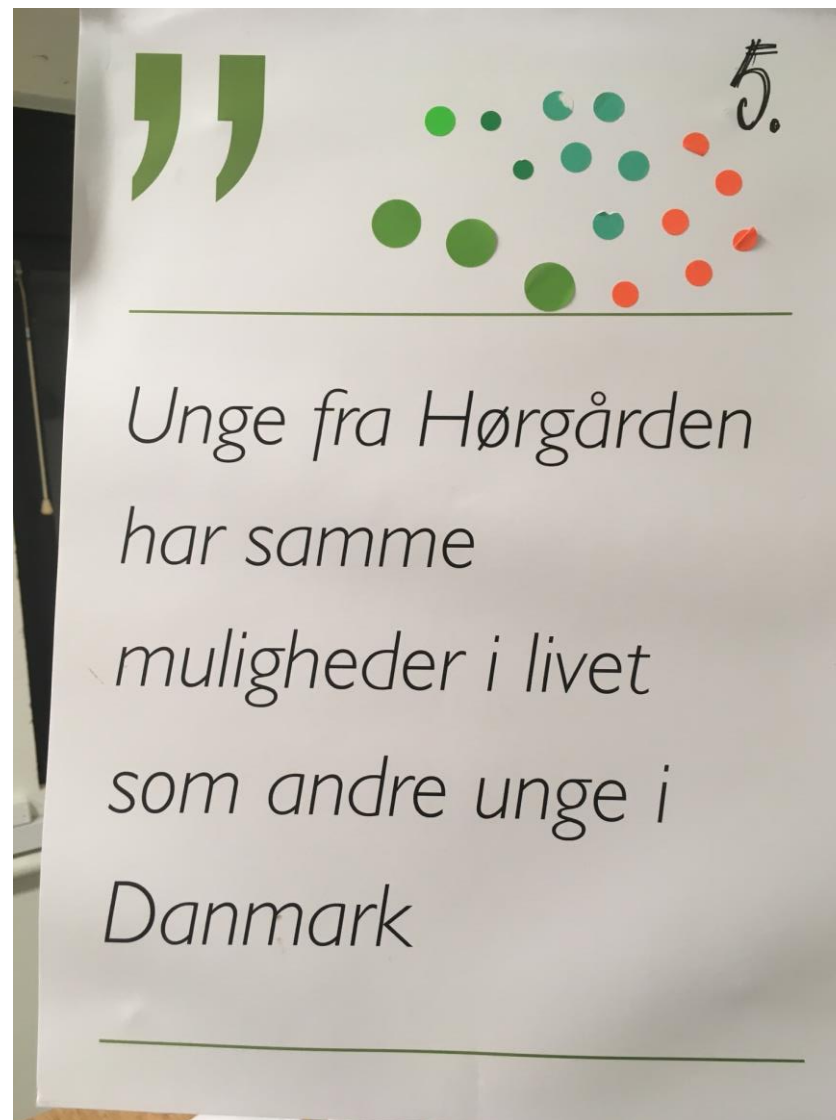 ”
5.
Unge fra Hørgården
har samme
muligheder i livet
som andre unge i
Danmark